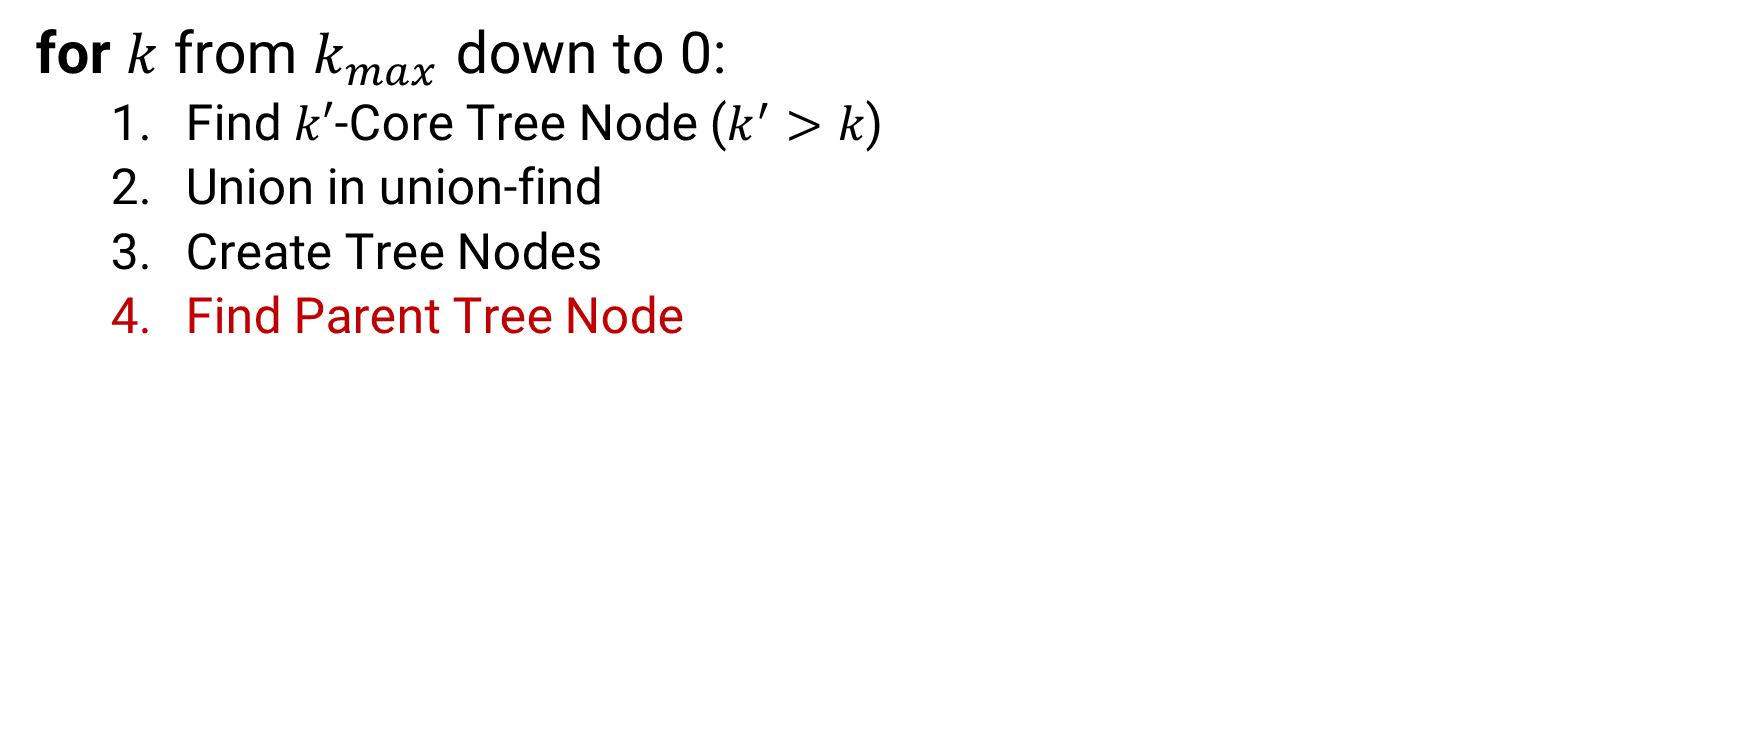 for k from k_max down to 0:
1. Find k′-Core Tree Node (k′ > k)
2. Union in union-find
3. Create Tree Nodes
4. Find Parent Tree Node